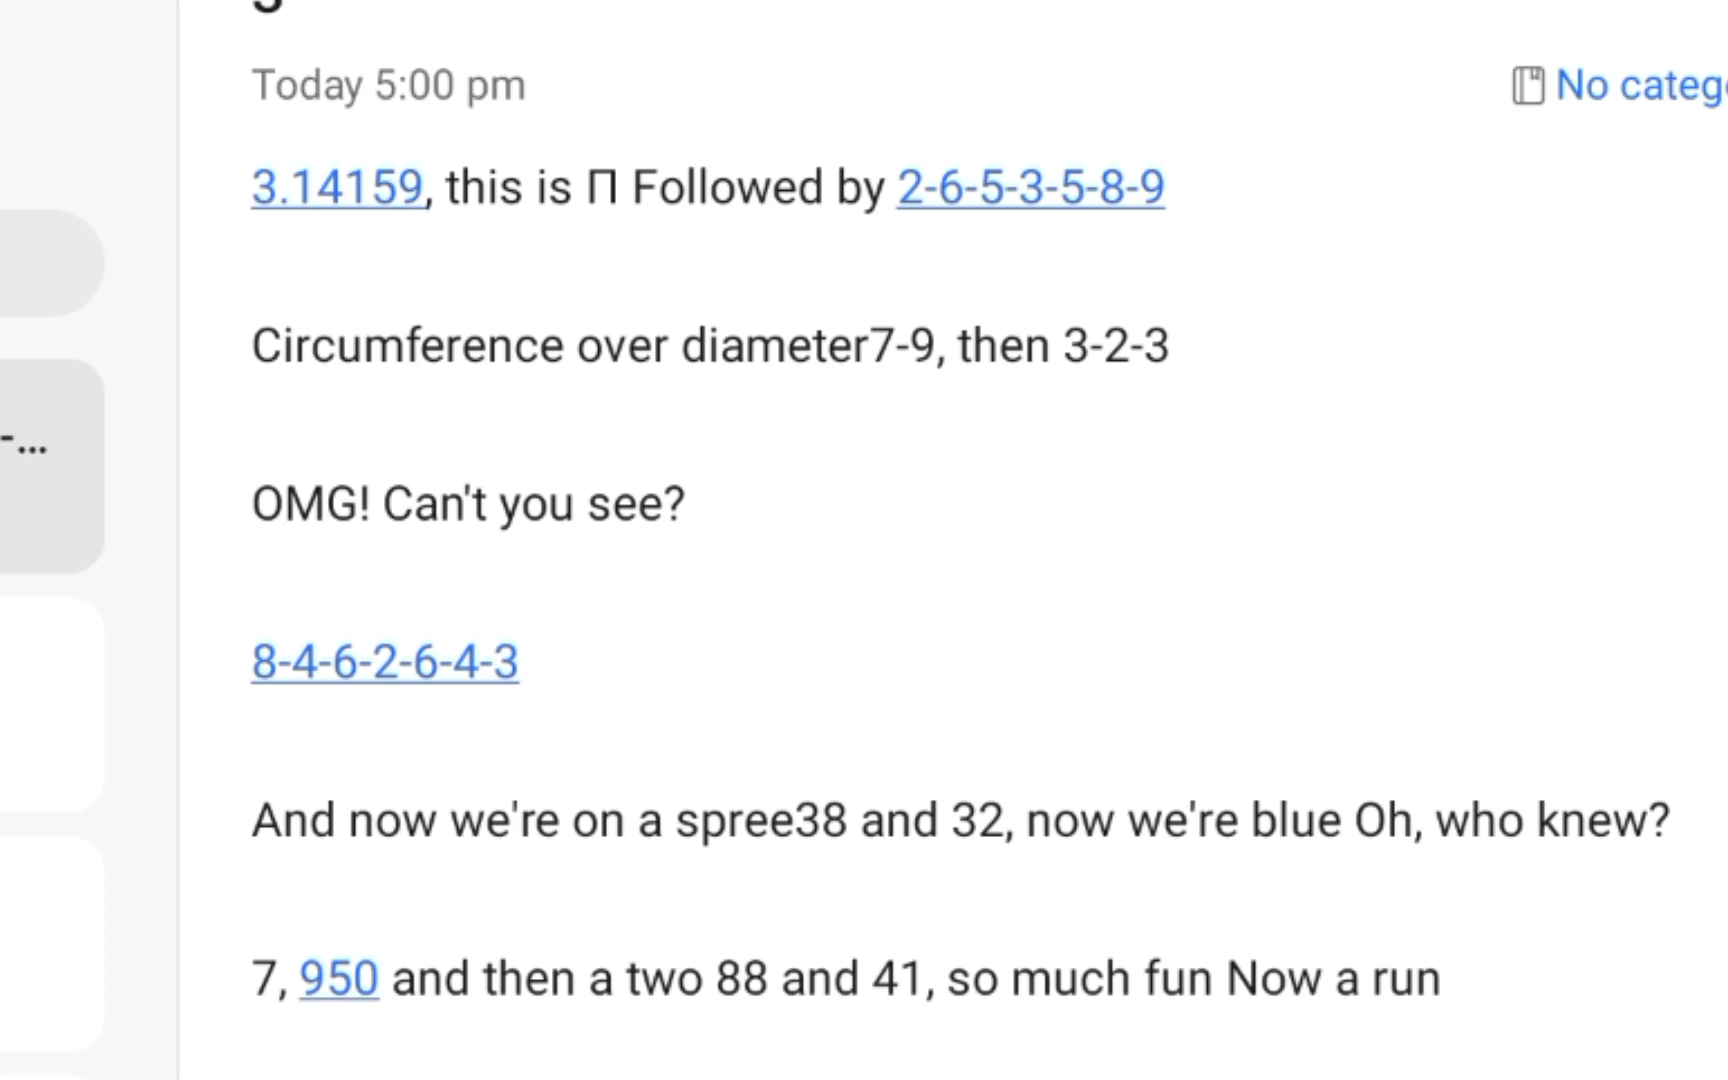 Today 5:00 pm
No catego
3.14159, this is Π Followed by 2-6-5-3-5-8-9
Circumference over diameter7-9, then 3-2-3
-...
OMG! Can't you see?
8-4-6-2-6-4-3
And now we're on a spree38 and 32, now we're blue Oh, who knew?
7, 950 and then a two 88 and 41, so much fun Now a run